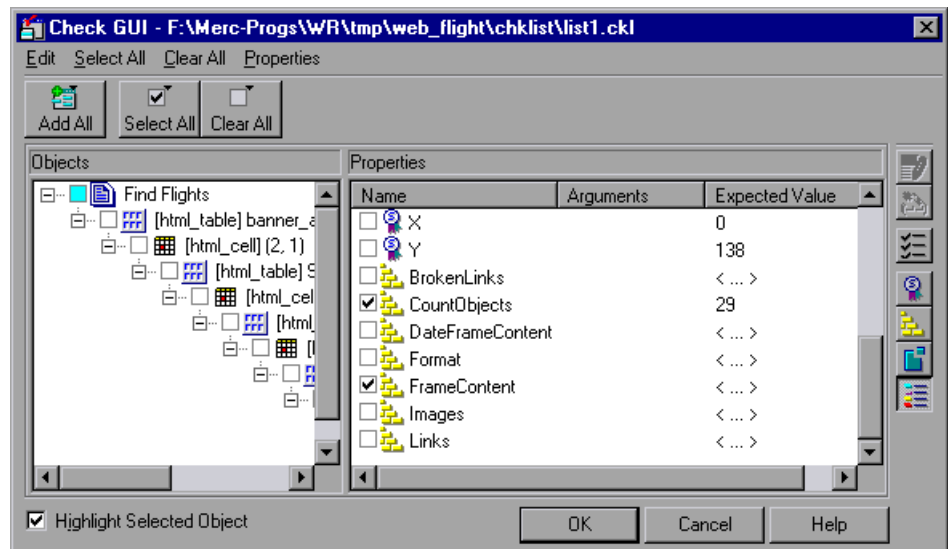 Check GUI - F:\Merc-Progs\WR\tmp\web_flight\chklist\list1.ckl
Edit Select All Clear All Properties
Add All Select All Clear All
Objects
Find Flights
[html_table] banner_a
[html_cell] (2, 1)
[html_table] S
[html_cel
[html_
[l
Properties
Name Arguments Expected Value
X 0
Y 138
BrokenLinks < ... >
CountObjects 29
DateFrameContent < ... >
Format < ... >
FrameContent < ... >
Images < ... >
Links < ... >
Highlight Selected Object
OK Cancel Help